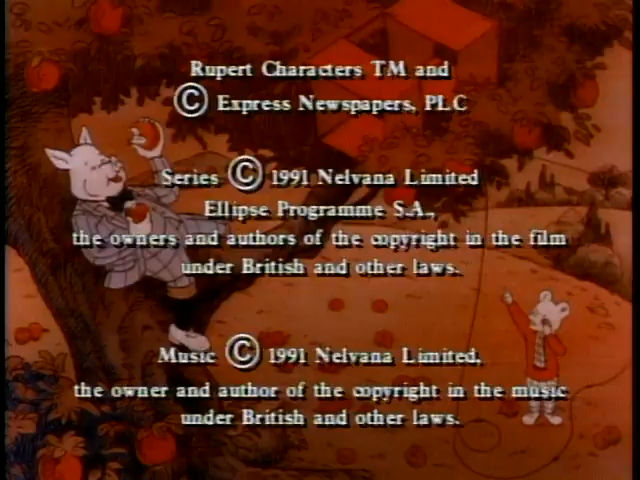 Rupert Characters TM and
© Express Newspapers, PLC
Series © 1991 Nelvana Limited
Ellipse Programme S.A.,
the owners and authors of the copyright in the film
under British and other laws.
Music © 1991 Nelvana Limited,
the owner and author of the copyright in the music
under British and other laws.